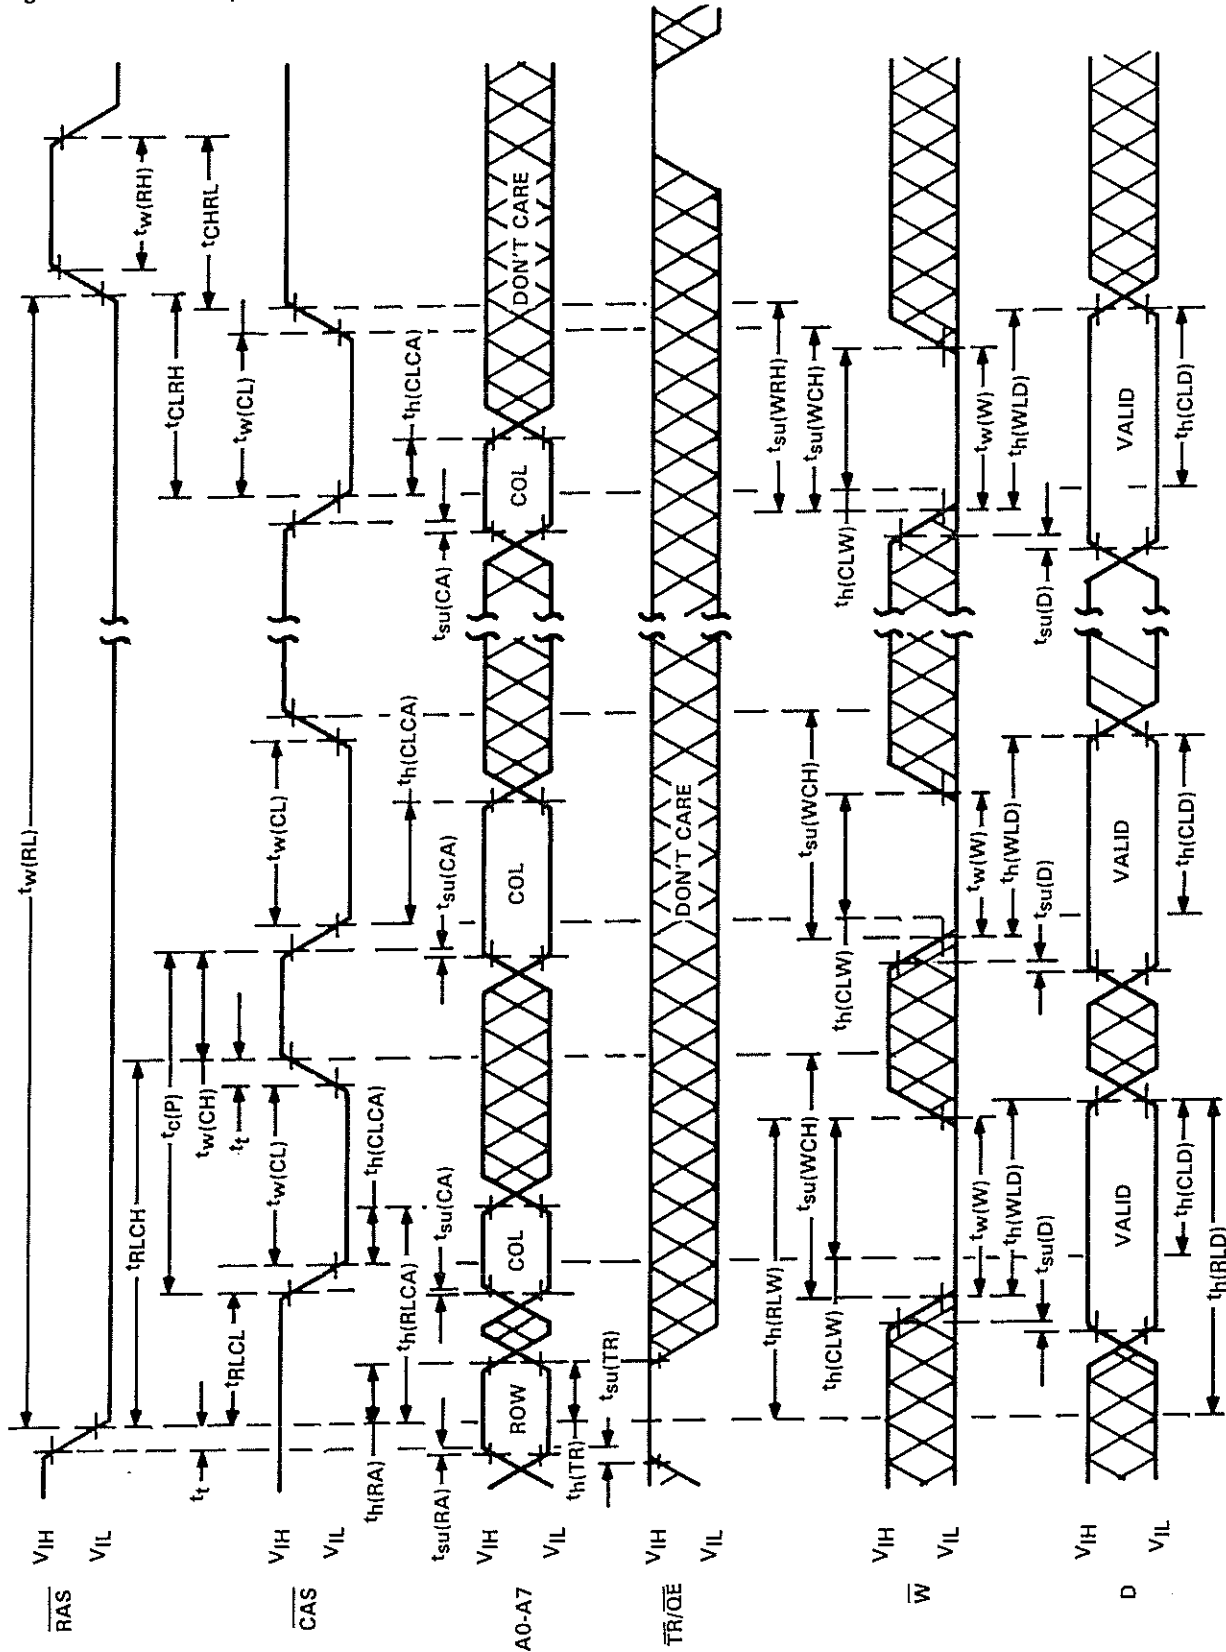 RAS
VIH
VIL
tt
tw(RL)
tw(RH)
tCHRL
tRLCH
tRLCL
tc(P)
tw(CH)
tt
tCLRH
CAS
VIH
VIL
tw(CL)
tw(CL)
tw(CL)
th(RA)
th(RLCA)
th(CLCA)
th(CLCA)
th(CLCA)
tsu(RA)
tsu(CA)
tsu(CA)
tsu(CA)
A0-A7
VIH
VIL
ROW
COL
COL
COL
DON'T CARE
th(TR)
tsu(TR)
TR/QE
VIH
VIL
DON'T CARE
th(RLW)
tsu(WCH)
tsu(WCH)
tsu(WRH)
tsu(WCH)
th(CLW)
th(CLW)
th(CLW)
W
VIH
VIL
tw(W)
tw(W)
tw(W)
th(WLD)
th(WLD)
th(WLD)
tsu(D)
tsu(D)
tsu(D)
D
VIH
VIL
VALID
VALID
VALID
th(CLD)
th(CLD)
th(CLD)
th(RLD)